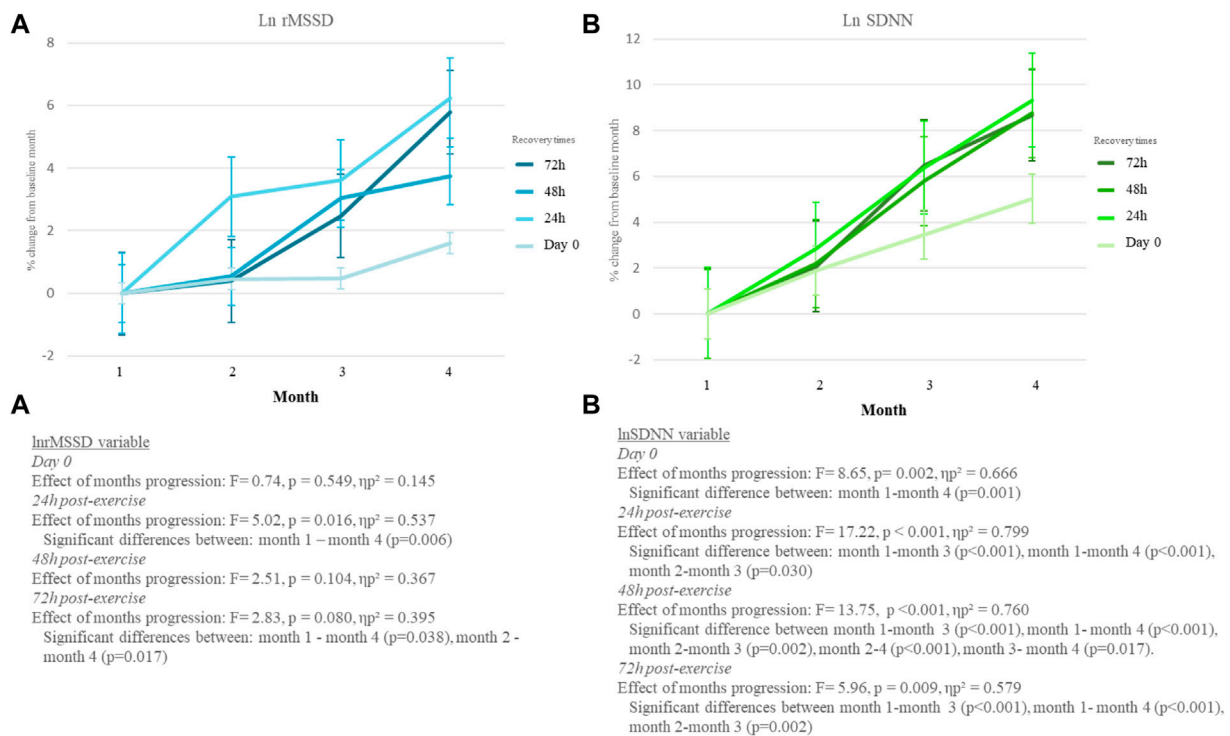 A
Ln rMSSD
8
6
4
2
0
-2
% change from baseline month
1
2
3
4
Month
Recovery times
72h
48h
24h
Day 0
B
Ln SDNN
12
10
8
6
4
2
0
-2
% change from baseline month
1
2
3
4
Month
Recovery times
72h
48h
24h
Day 0
A
lnrMSSD variable
Day 0
Effect of months progression: F= 0.74, p = 0.549, ηp² = 0.145
24h post-exercise
Effect of months progression: F= 5.02, p = 0.016, ηp² = 0.537
Significant differences between: month 1 – month 4 (p=0.006)
48h post-exercise
Effect of months progression: F= 2.51, p = 0.104, ηp² = 0.367
72h post-exercise
Effect of months progression: F= 2.83, p = 0.080, ηp² = 0.395
Significant differences between: month 1 - month 4 (p=0.038), month 2 -
month 4 (p=0.017)
B
lnSDNN variable
Day 0
Effect of months progression: F= 8.65, p= 0.002, ηp² = 0.666
Significant difference between: month 1-month 4 (p=0.001)
24h post-exercise
Effect of months progression: F= 17.22, p < 0.001, ηp² = 0.799
Significant difference: month 1-month 3 (p<0.001), month 1-month 4 (p<0.001),
month 2-month 3 (p=0.030)
48h post-exercise
Effect of months progression: F= 13.75, p <0.001, ηp² = 0.760
Significant difference month 1-month 3 (p<0.001), month 1- month 4 (p<0.001),
month 2-month 3 (p=0.002), month 2-4 (p<0.001), month 3- month 4 (p=0.017).
72h post-exercise
Effect of months progression: F= 5.96, p = 0.009, ηp² = 0.579
Significant differences between month 1-month 3 (p<0.001), month 1- month 4 (p<0.001),
month 2-month 3 (p=0.002)